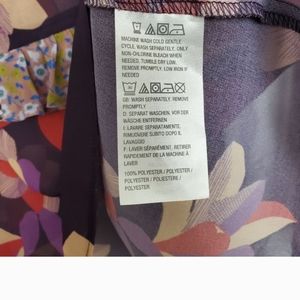 MACHINE WASH COLD GENTLE
CYCLE, WASH SEPARATELY, ONLY
NON-CHLORINE BLEACH WHEN
NEEDED. TUMBLE DRY LOW,
REMOVE PROMPTLY, LOW IRON IF
NEEDED
GB: WASH SEPARATELY. REMOVE
PROMPTLY
D: SEPARAT WASCHEN, VOR DER
WÄSCHE ENTFERNEN
I: LAVARE SEPARATAMENTE.
RIMUOVERE SUBITO DOPO IL
LAVAGGIO
F: LAVER SÉPARÉMENT, RETIRER
RAPIDEMENT DE LA MACHINE À
LAVER
100% POLYESTER / POLYESTER /
POLYESTER / POLIESTERE /
POLYESTER